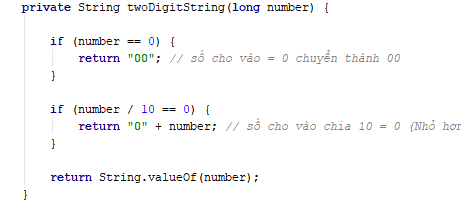 private String twoDigitString(long number) {
if (number == 0) {
return "00"; // số cho vào = 0 chuyển thành 00
}
if (number / 10 == 0) {
return "0" + number; // số cho vào chia 10 = 0 (Nhỏ hơn
}
return String.valueOf(number);
}